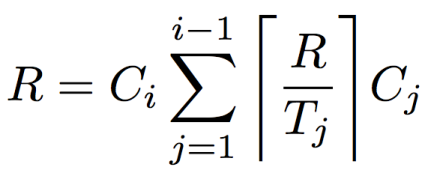 R = C_i \sum_{j=1}^{i-1} \left\lceil \frac{R}{T_j} \right\rceil C_j